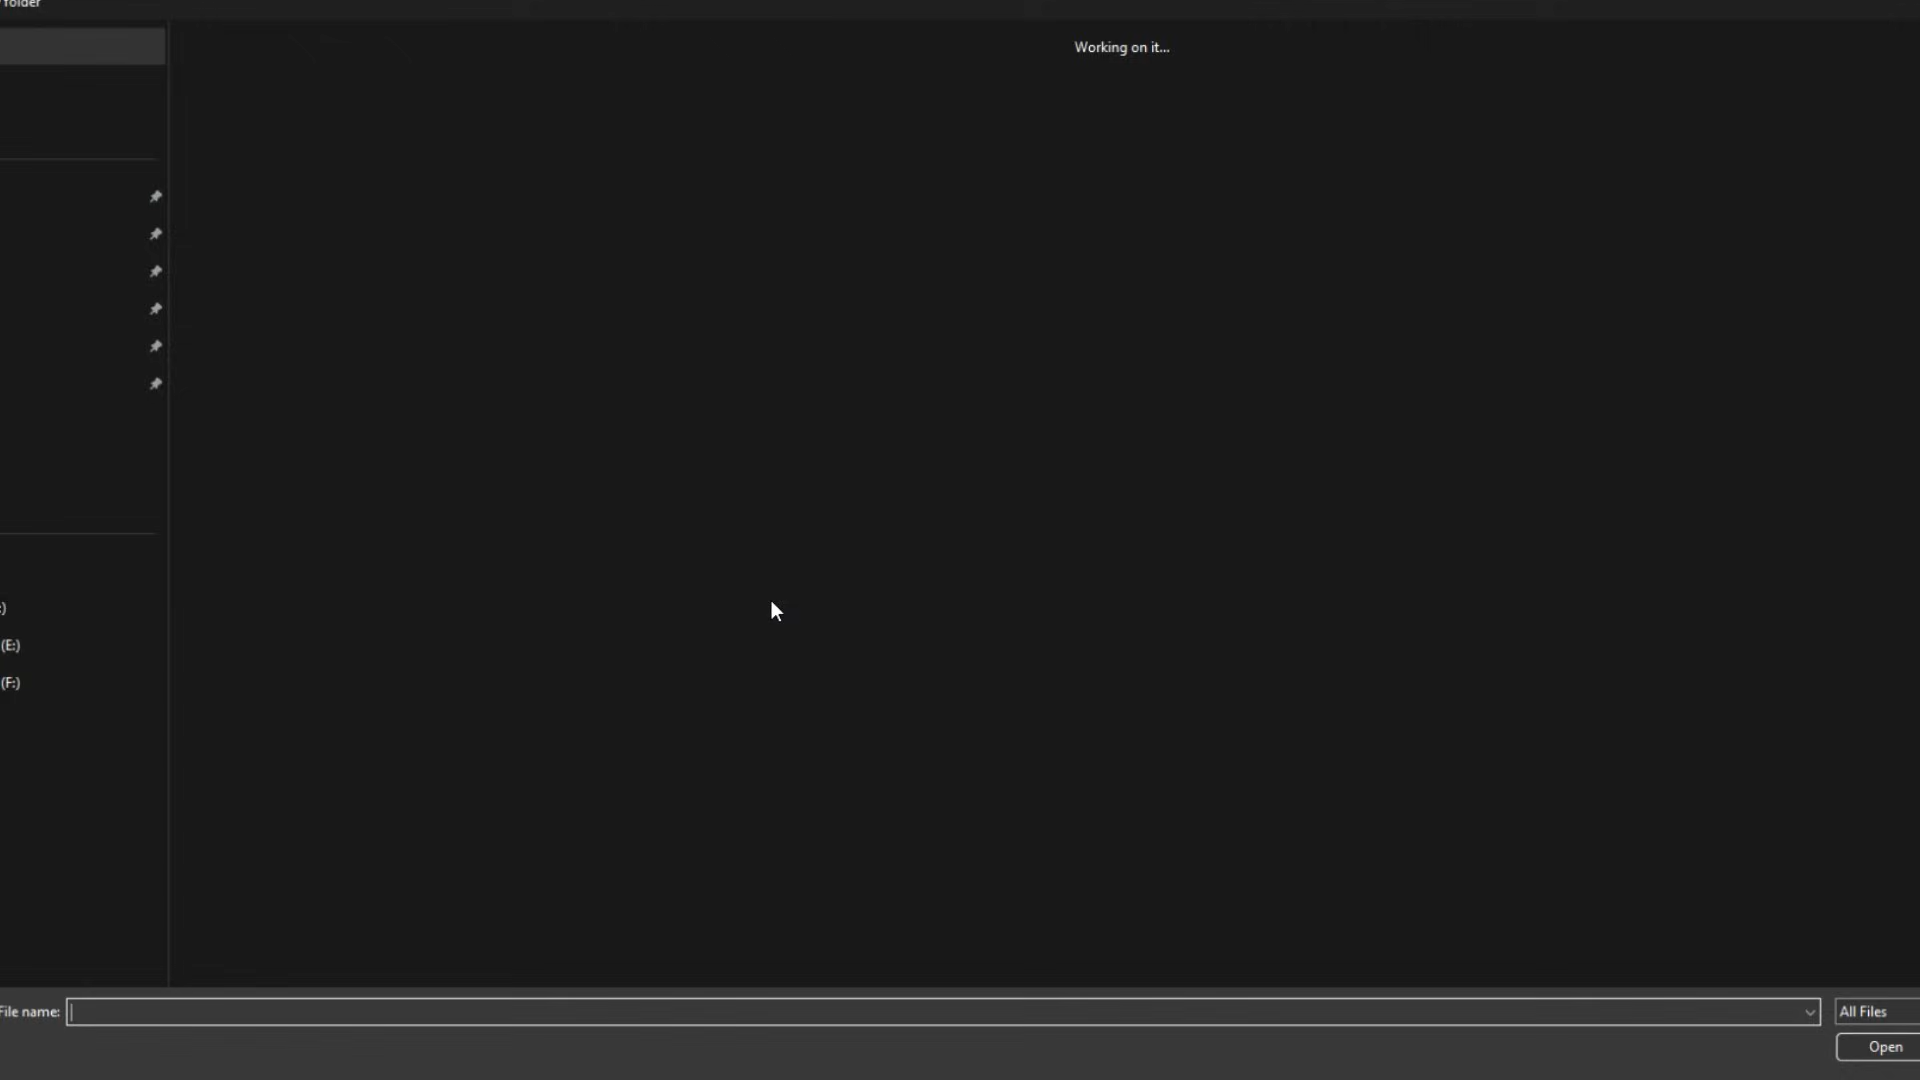 folder
Working on it...
:)
(E:)
(F:)
File name:
All Files
Open